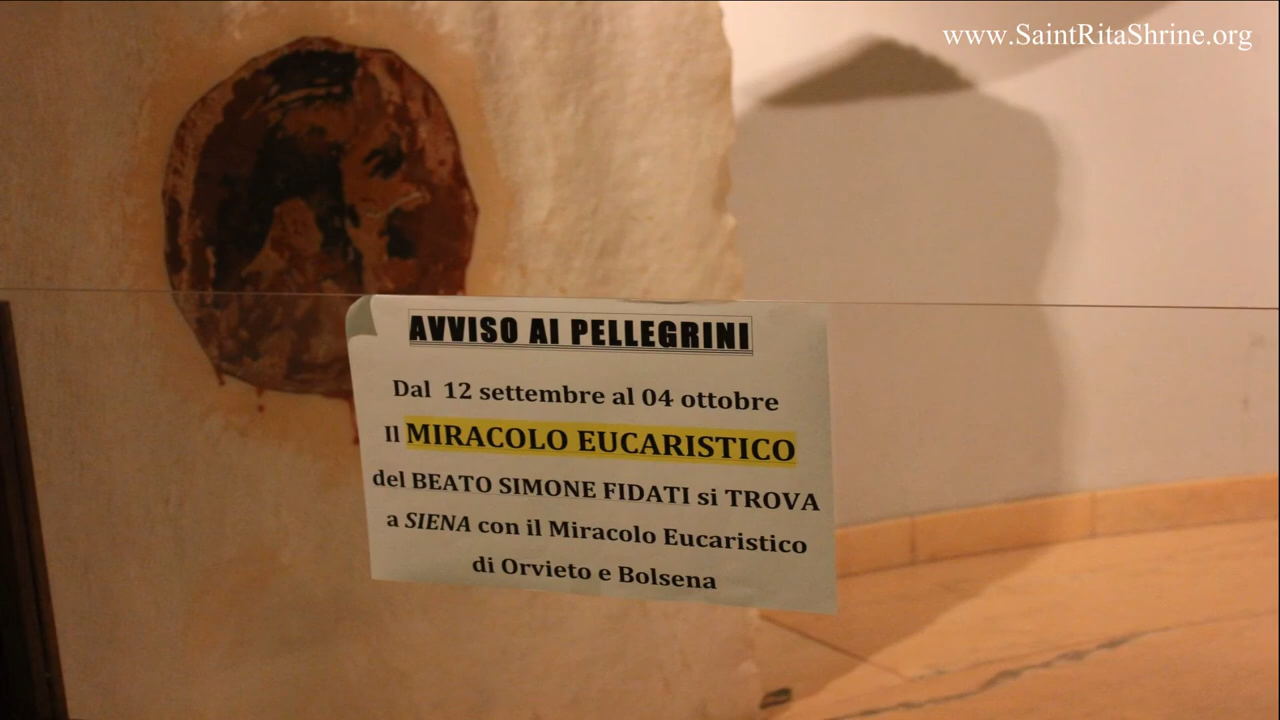 www.SaintRitaShrine.org
AVVISO AI PELLEGRINI
Dal 12 settembre al 04 ottobre
Il MIRACOLO EUCARISTICO
del BEATO SIMONE FIDATI si TROVA
a SIENA con il Miracolo Eucaristico
di Orvieto e Bolsena